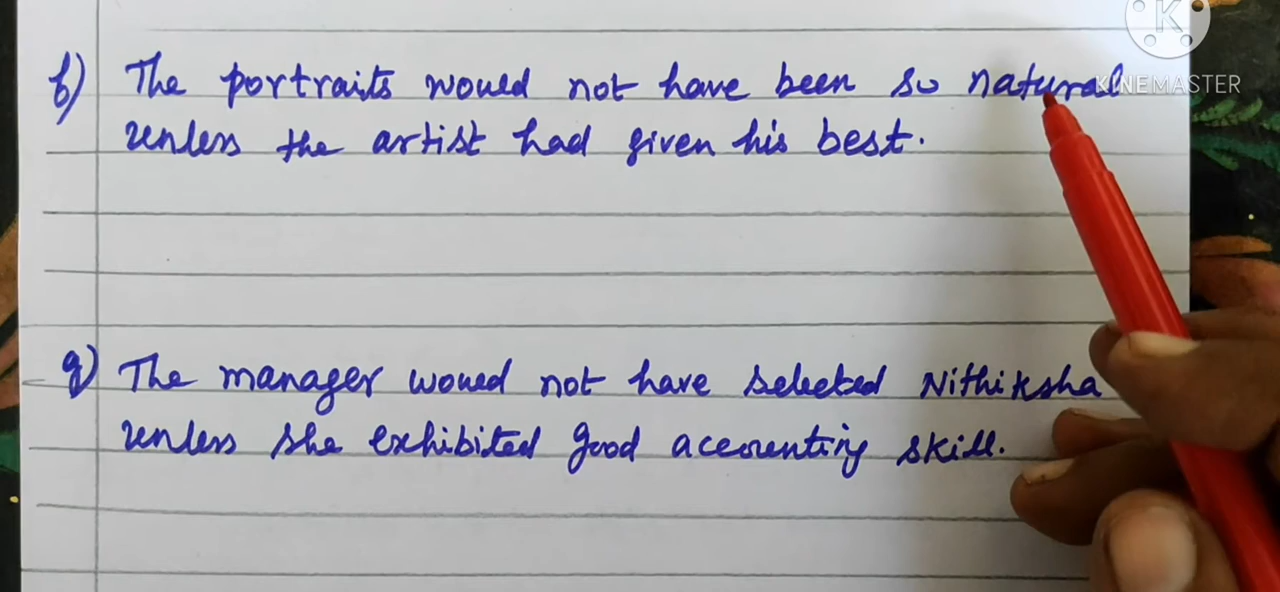 K
KINEMASTER
f) The portraits would not have been so natural
unless the artist had given his best.
g) The manager would not have selected Nithiksha
unless she exhibited good accounting skill.